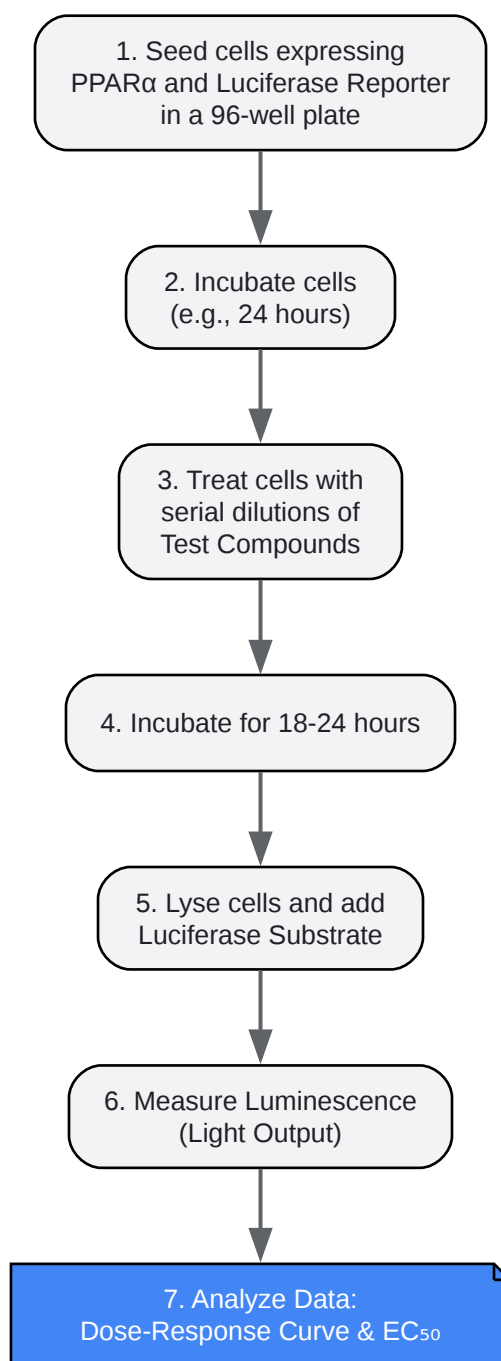 1. Seed cells expressing
PPARα and Luciferase Reporter
in a 96-well plate
2. Incubate cells
(e.g., 24 hours)
3. Treat cells with
serial dilutions of
Test Compounds
4. Incubate for 18-24 hours
5. Lyse cells and add
Luciferase Substrate
6. Measure Luminescence
(Light Output)
7. Analyze Data:
Dose-Response Curve & EC₅₀